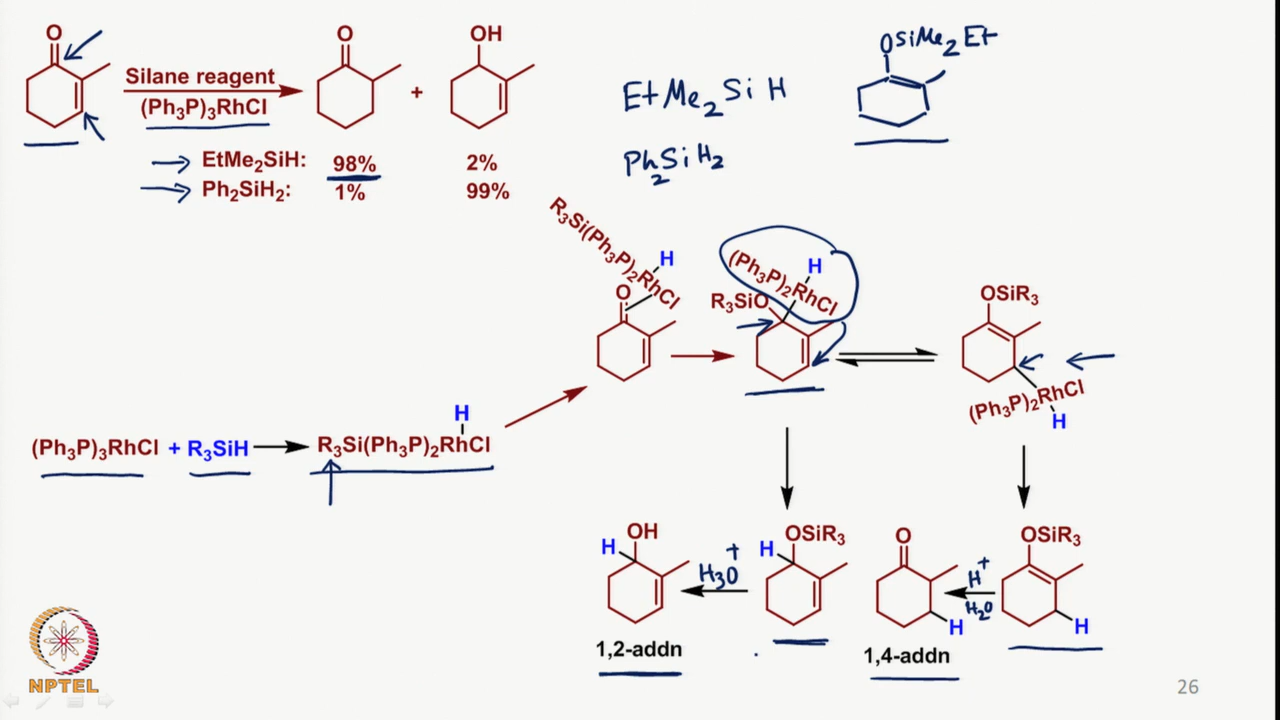 O
O
OH
OSiMe2Et
Silane reagent
(Ph3P)3RhCl
+
EtMe2SiH
EtMe2SiH: 98% 2%
Ph2SiH2: 1% 99%
Ph2SiH2
R3Si(Ph3P)2RhCl
H
O
(Ph3P)2RhCl
H
R3SiO
OSiR3
(Ph3P)2RhCl
H
(Ph3P)3RhCl + R3SiH
R3Si(Ph3P)2RhCl
H
H
OH
H3O+
H
OSiR3
O
H
H+
H2O
OSiR3
H
1,2-addn
1,4-addn
NPTEL
26